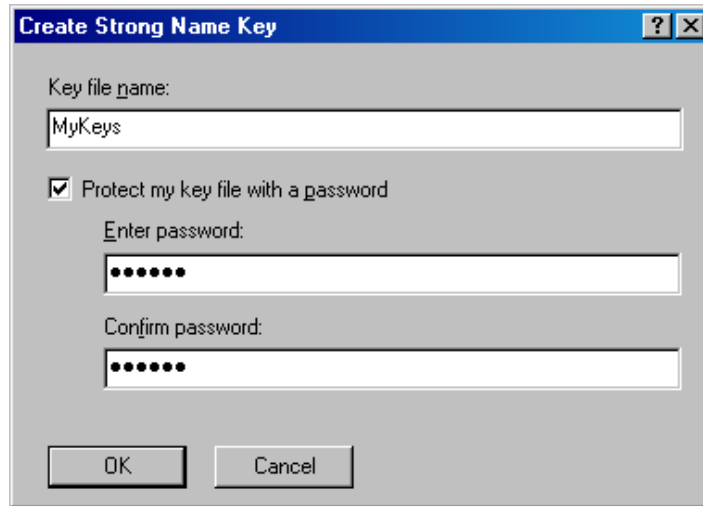 Create Strong Name Key
Key file name:
MyKeys
Protect my key file with a password
Enter password:
••••••
Confirm password:
••••••
OK Cancel